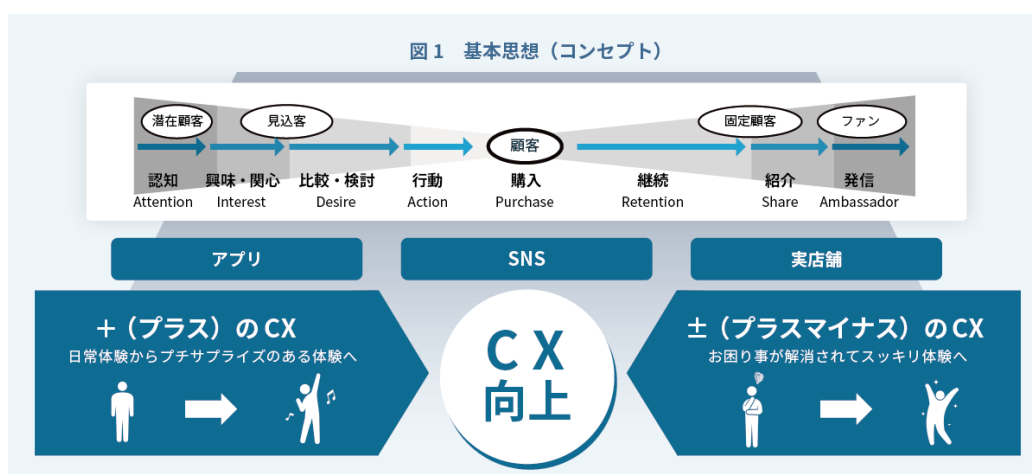 図1 基本思想（コンセプト）
潜在顧客
見込客
顧客
固定顧客
ファン
認知
興味・関心
比較・検討
行動
購入
継続
紹介
発信
Attention
Interest
Desire
Action
Purchase
Retention
Share
Ambassador
アプリ
SNS
実店舗
＋（プラス）のCX
日常体験からプチサプライズのある体験へ
CX
向上
±（プラスマイナス）のCX
お困り事が解消されてスッキリ体験へ